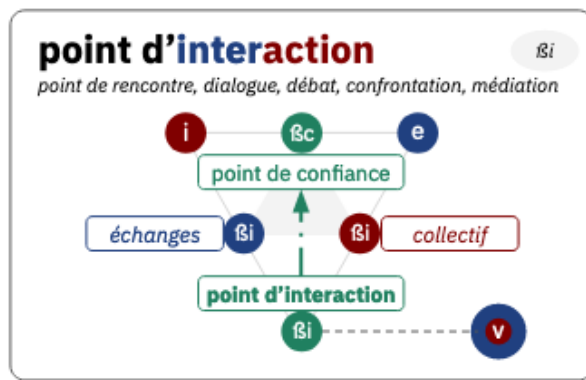 point d'interaction
ßi
point de rencontre, dialogue, débat, confrontation, médiation
i ßc e
point de confiance
échanges ßi ßi collectif
point d'interaction
ßi v